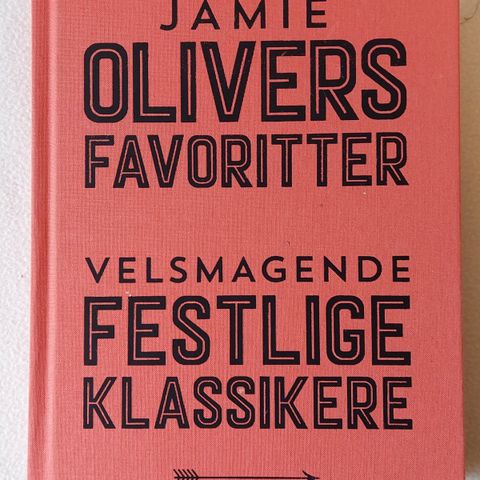 JAMIE
OLIVERS
FAVORITTER
VELSMAGENDE
FESTLIGE
KLASSIKERE